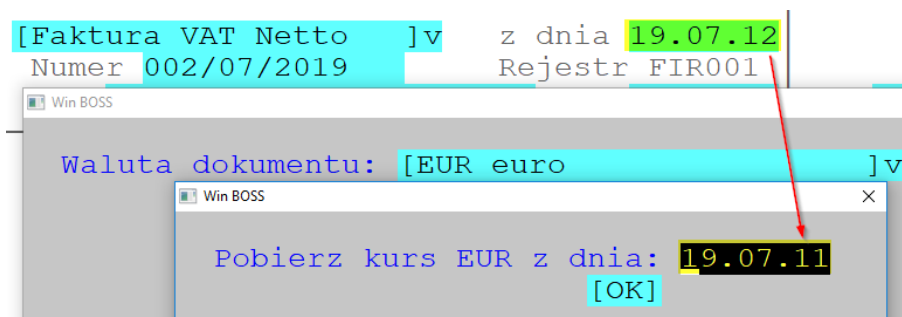 [Faktura VAT Netto ]v z dnia 19.07.12
Numer 002/07/2019 Rejestr FIR001
Win BOSS
Waluta dokumentu: [EUR euro ]v
Win BOSS
Pobierz kurs EUR z dnia: 19.07.11
[OK]